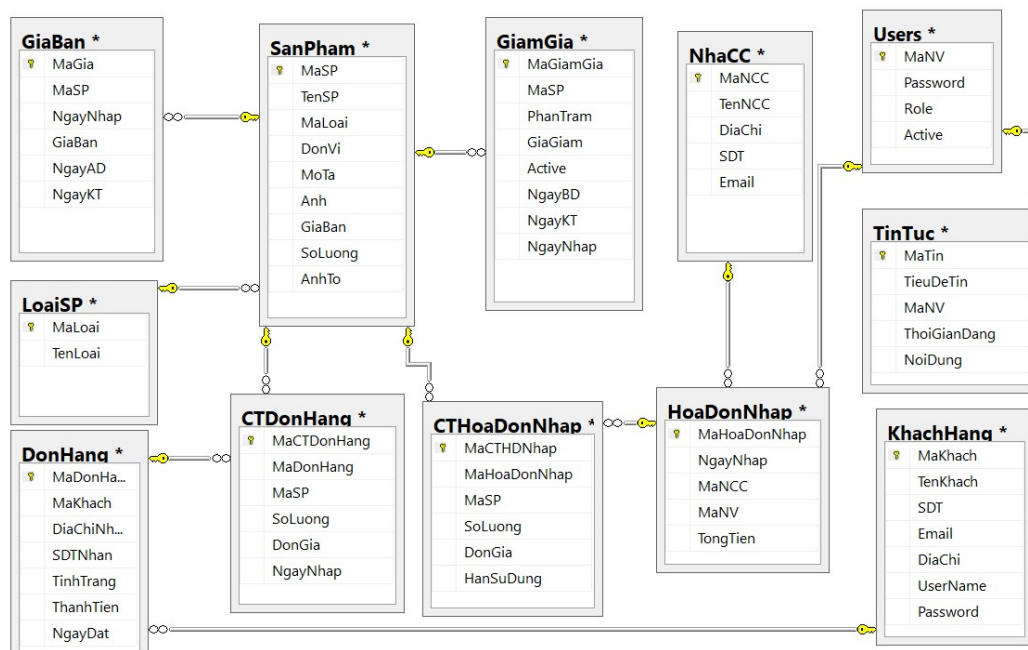 GiaBan *
MaGia
MaSP
NgayNhap
GiaBan
NgayAD
NgayKT
SanPham *
MaSP
TenSP
MaLoai
DonVi
MoTa
Anh
GiaBan
SoLuong
AnhTo
GiamGia *
MaGiamGia
MaSP
PhanTram
GiaGiam
Active
NgayBD
NgayKT
NgayNhap
NhaCC *
MaNCC
TenNCC
DiaChi
SDT
Email
Users *
MaNV
Password
Role
Active
TinTuc *
MaTin
TieuDeTin
MaNV
ThoiGianDang
NoiDung
LoaiSP *
MaLoai
TenLoai
DonHang *
MaDonHa...
MaKhach
DiaChiNh...
SDTNhan
TinhTrang
ThanhTien
NgayDat
CTDonHang *
MaCTDonHang
MaDonHang
MaSP
SoLuong
DonGia
NgayNhap
CTHoaDonNhap *
MaCTHDNhap
MaHoaDonNhap
MaSP
SoLuong
DonGia
HanSuDung
HoaDonNhap *
MaHoaDonNhap
NgayNhap
MaNCC
MaNV
TongTien
KhachHang *
MaKhach
TenKhach
SDT
Email
DiaChi
UserName
Password